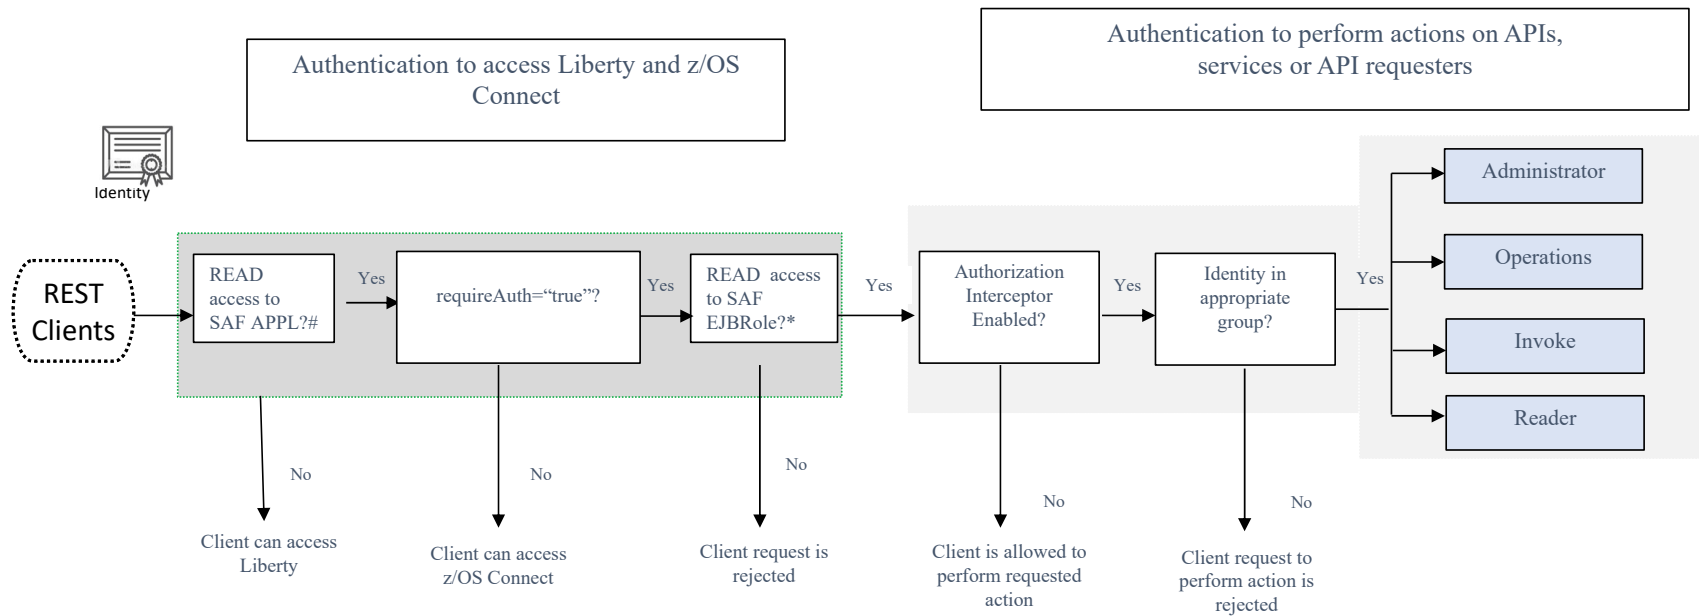 Authentication to access Liberty and z/OS
Connect
Authentication to perform actions on APIs,
services or API requesters
Identity
REST
Clients
READ
access to
SAF APPL?#
Yes
requireAuth=“true”?
Yes
READ access
to SAF
EJBRole?*
Yes
Authorization
Interceptor
Enabled?
Yes
Identity in
appropriate
group?
Yes
Administrator
Operations
Invoke
Reader
No
No
No
No
No
Client can access
Liberty
Client can access
z/OS Connect
Client request is
rejected
Client is allowed to
perform requested
action
Client request to
perform action is
rejected